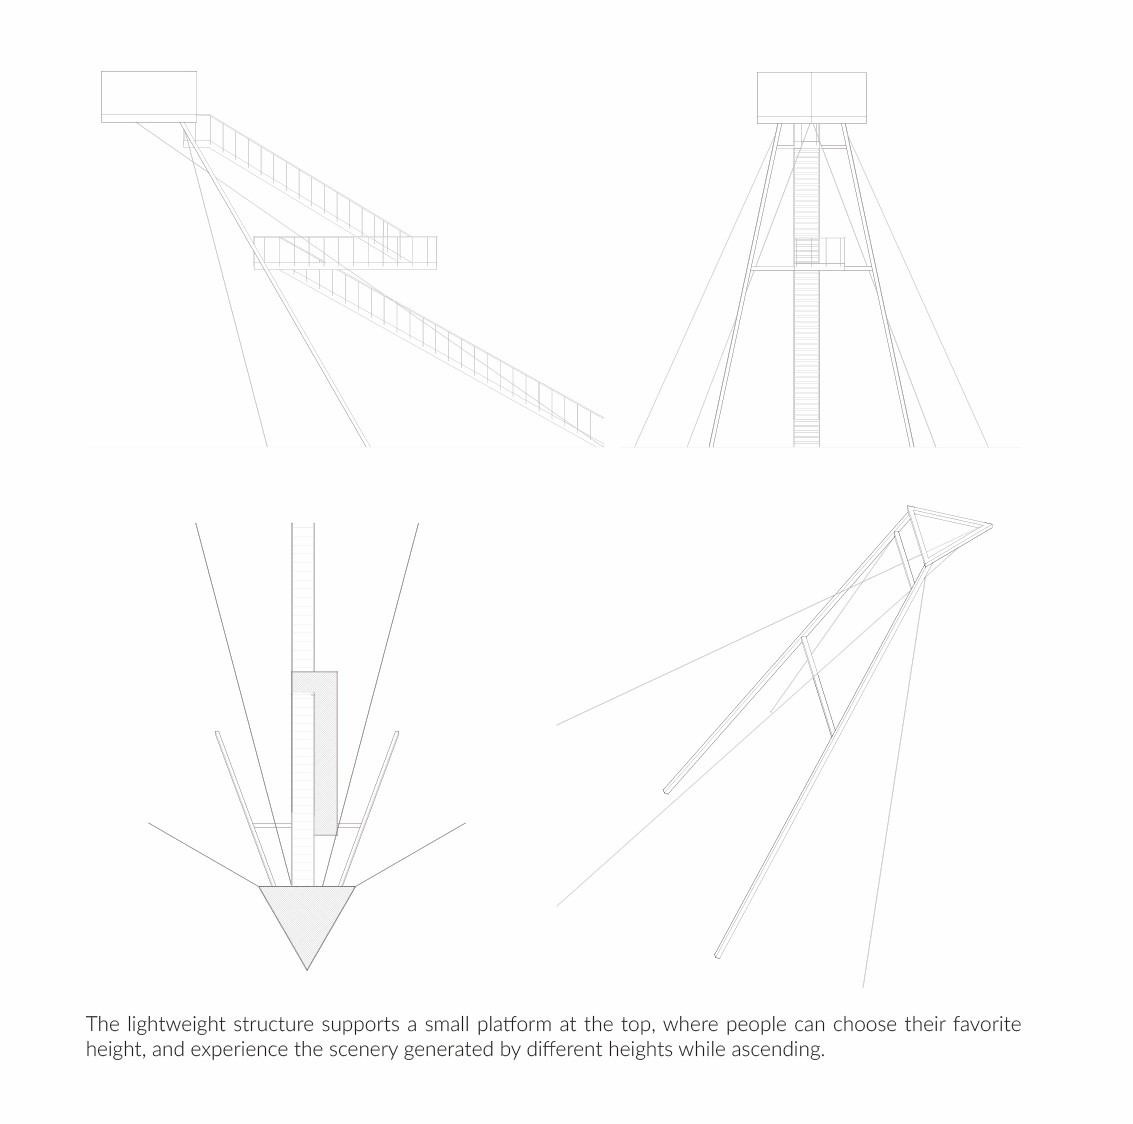 The lightweight structure supports a small platform at the top, where people can choose their favorite
height, and experience the scenery generated by different heights while ascending.